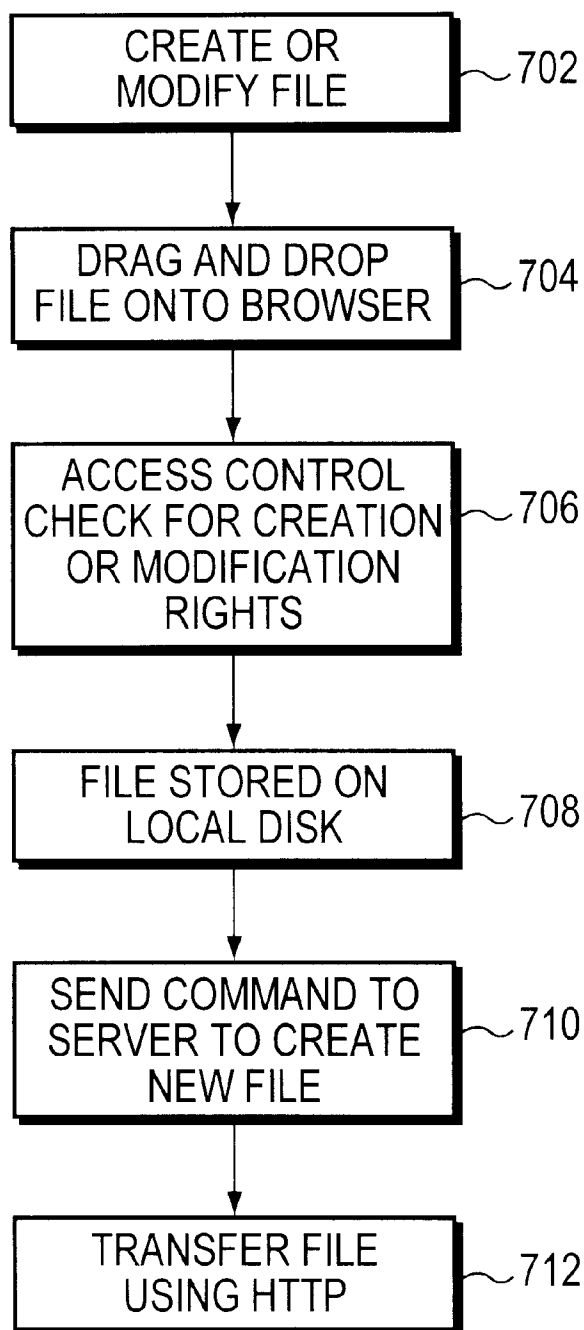 CREATE OR
MODIFY FILE
702
DRAG AND DROP
FILE ONTO BROWSER
704
ACCESS CONTROL
CHECK FOR CREATION
OR MODIFICATION
RIGHTS
706
FILE STORED ON
LOCAL DISK
708
SEND COMMAND TO
SERVER TO CREATE
NEW FILE
710
TRANSFER FILE
USING HTTP
712